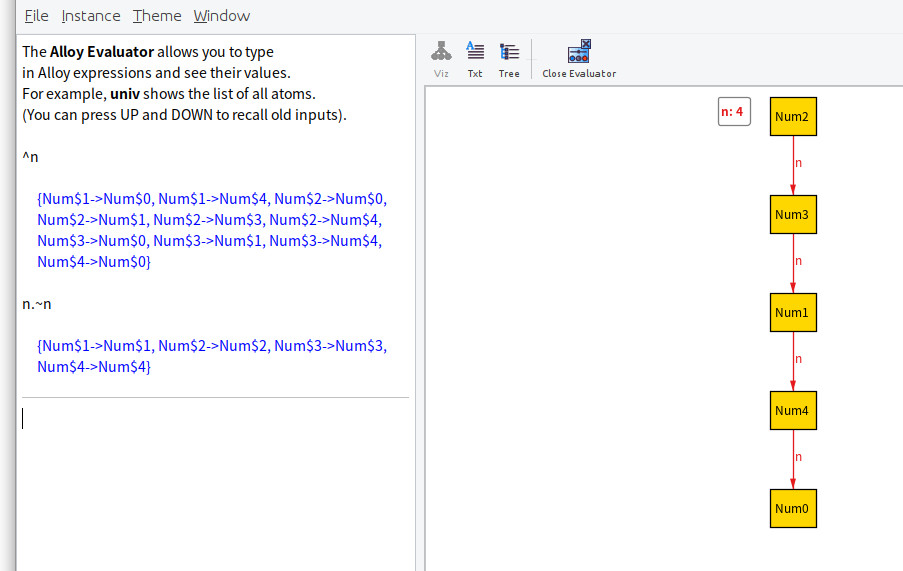 File Instance Theme Window
The Alloy Evaluator allows you to type
in Alloy expressions and see their values.
For example, univ shows the list of all atoms.
(You can press UP and DOWN to recall old inputs).
^n
{Num$1->Num$0, Num$1->Num$4, Num$2->Num$0,
Num$2->Num$1, Num$2->Num$3, Num$2->Num$4,
Num$3->Num$0, Num$3->Num$1, Num$3->Num$4,
Num$4->Num$0}
n.~n
{Num$1->Num$1, Num$2->Num$2, Num$3->Num$3,
Num$4->Num$4}
Viz Txt Tree Close Evaluator
n: 4
Num2
n
Num3
n
Num1
n
Num4
n
Num0